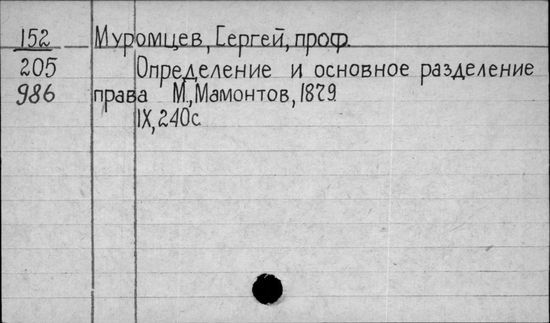 152 Муромцев, Сергей, проф.
205 Определение и основное разделение
986 права М., Мамонтов, 1879
IX, 240с